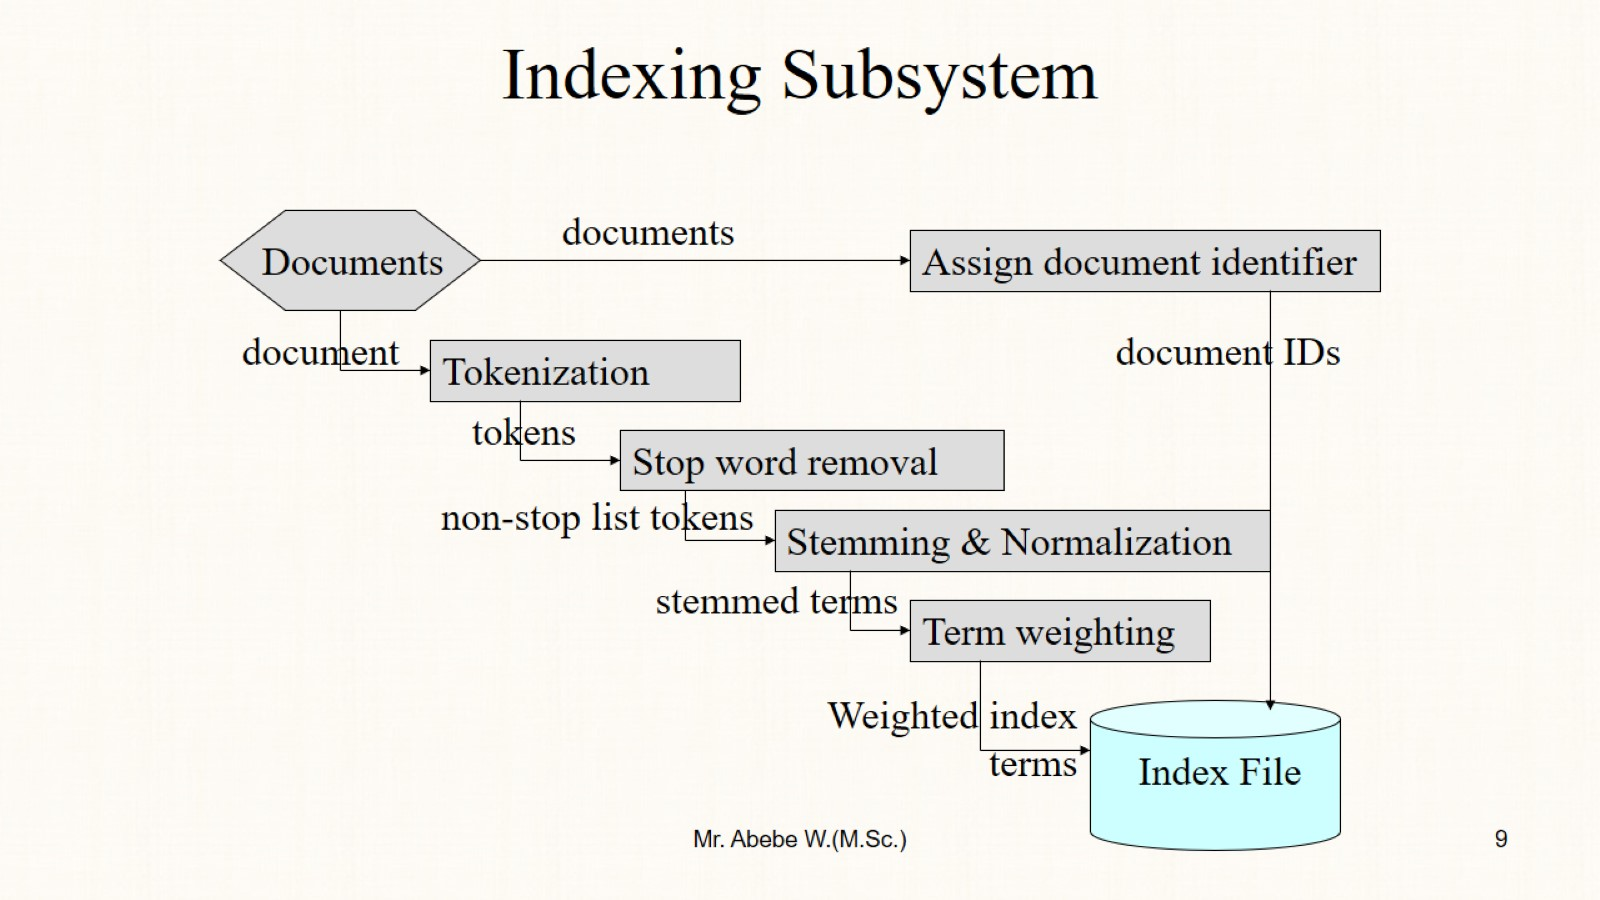 Indexing Subsystem
documents
Documents
Assign document identifier
document
document IDs
Tokenization
tokens
Stop word removal
non-stop list tokens
Stemming & Normalization
stemmed terms
Term weighting
Weighted index
terms
Index File
Mr. Abebe W.(M.Sc.)
9